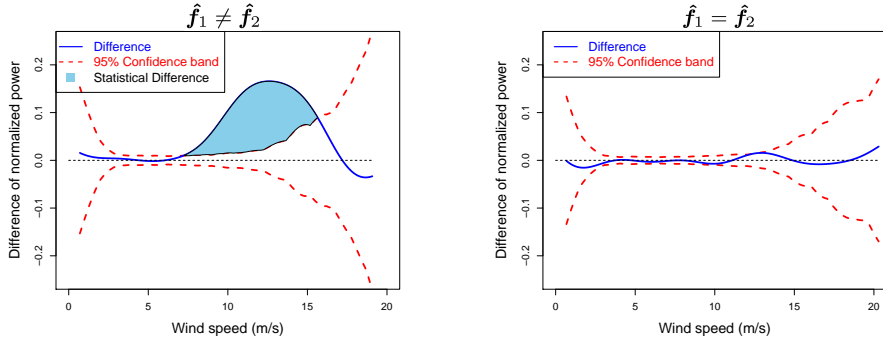 f̂₁ ≠ f̂₂
Difference
95% Confidence band
Statistical Difference
Difference of normalized power
0.2
0.1
0.0
−0.1
−0.2
0 5 10 15 20
Wind speed (m/s)
f̂₁ = f̂₂
Difference
95% Confidence band
Difference of normalized power
0.2
0.1
0.0
−0.1
−0.2
0 5 10 15 20
Wind speed (m/s)